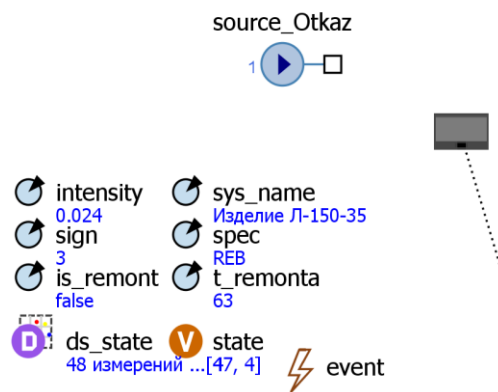 source_Otkaz
1
intensity
0.024
sys_name
Изделие Л-150-35
sign
3
spec
REB
is_remont
false
t_remonta
63
D
ds_state
48 измерений ...[47, 4]
V
state
event